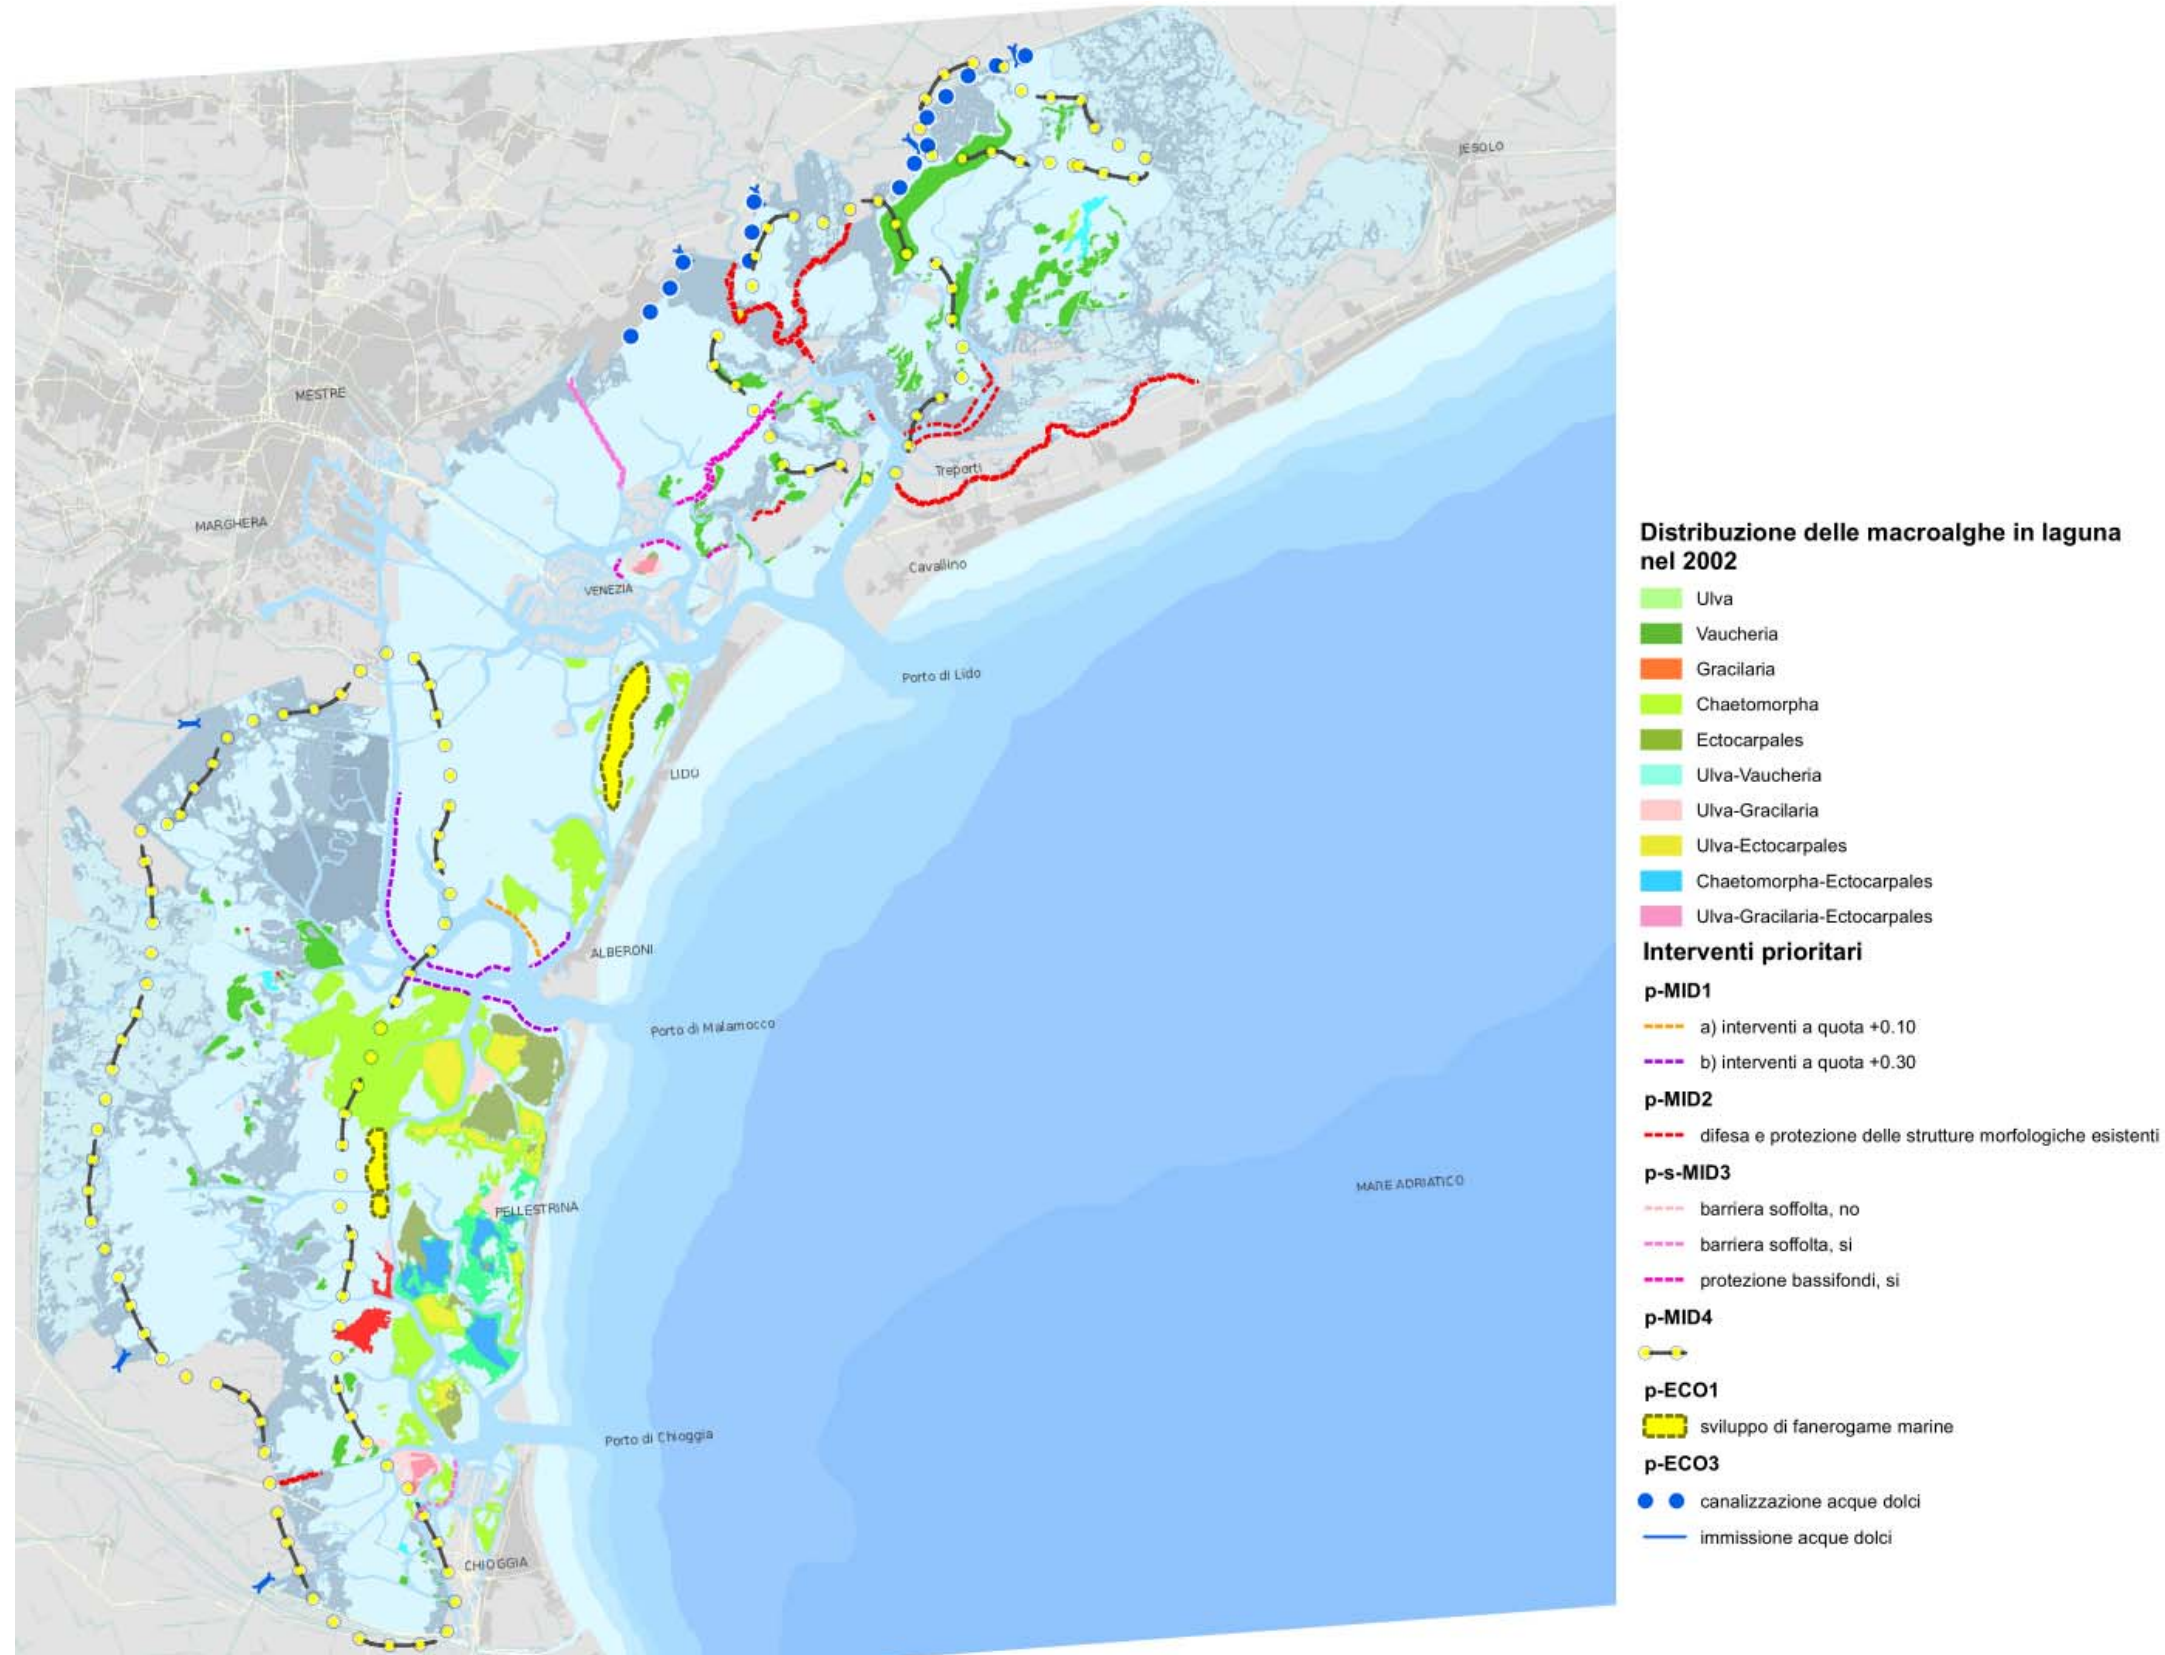 JESOLO
MESTRE
Treporti
MARGHERA
Cavallino
VENEZIA
Porto di Lido
LIDO
ALBERONI
Porto di Malamocco
MARE ADRIATICO
PELLESTRINA
Porto di Chioggia
CHIOGGIA
Distribuzione delle macroalghe in laguna
nel 2002
Ulva
Vaucheria
Gracilaria
Chaetomorpha
Ectocarpales
Ulva-Vaucheria
Ulva-Gracilaria
Ulva-Ectocarpales
Chaetomorpha-Ectocarpales
Ulva-Gracilaria-Ectocarpales
Interventi prioritari
p-MID1
a) interventi a quota +0.10
b) interventi a quota +0.30
p-MID2
difesa e protezione delle strutture morfologiche esistenti
p-s-MID3
barriera soffolta, no
barriera soffolta, si
protezione bassifondi, si
p-MID4
p-ECO1
sviluppo di fanerogame marine
p-ECO3
canalizzazione acque dolci
immissione acque dolci